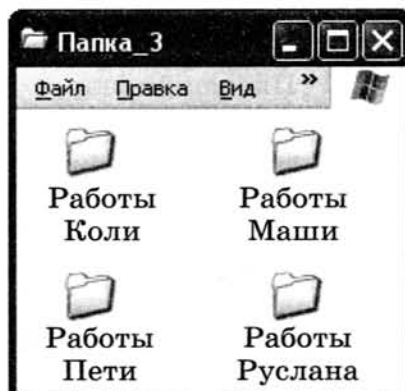 Папка_3
Файл Правка Вид »
Работы Коли
Работы Маши
Работы Пети
Работы Руслана